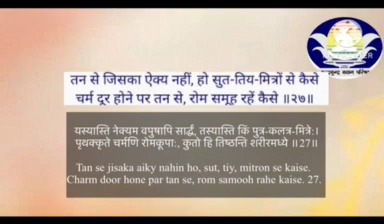 तन से जिसका ऐक्य नहीं, हो सुत-तिय-मित्रों से कैसे
चर्म दूर होने पर तन से, रोम समूह रहें कैसे ॥२७॥
यस्यास्ति नैक्यम वपुषापि सार्द्धं, तस्यास्ति किं पुत्र-कलत्र-मित्रे:।
पृथक्कृते चर्मणि रोमकूपा:, कुतो हि तिष्ठन्ति शरीरमध्ये ॥27॥
Tan se jisaka aiky nahin ho, sut, tiy, mitron se kaise.
Charm door hone par tan se, rom samooh rahe kaise. 27.